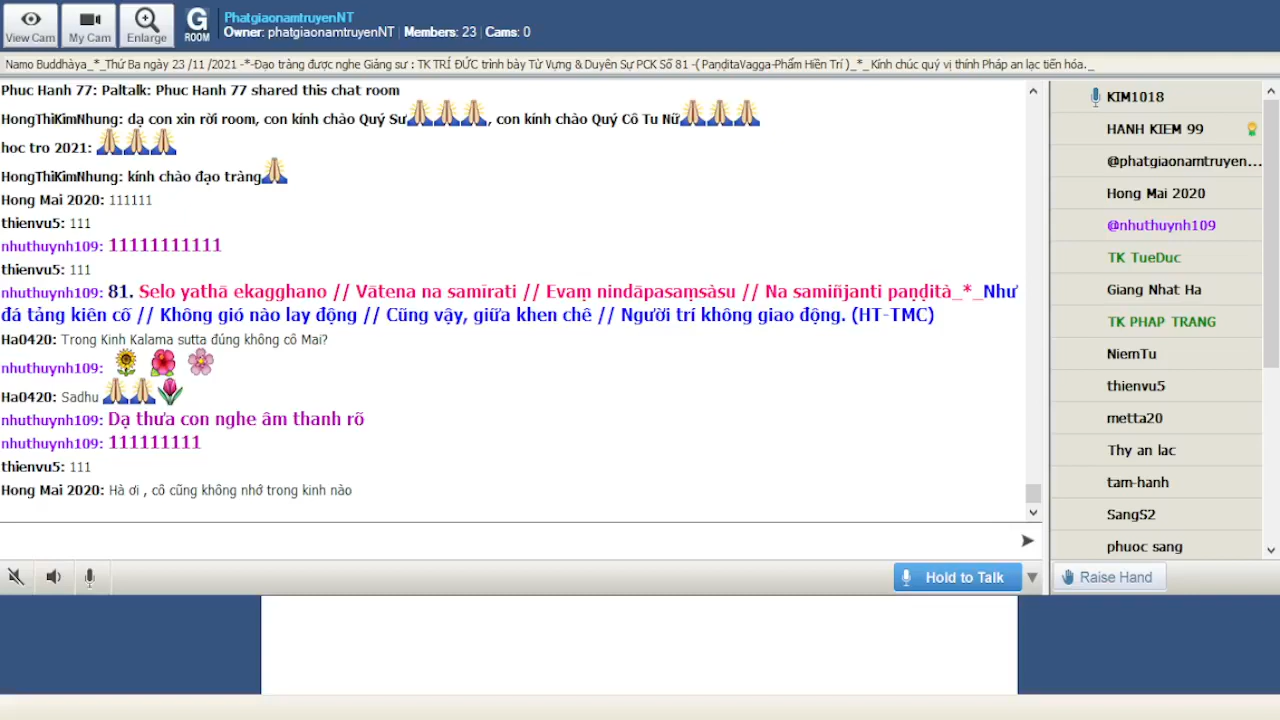 View Cam
My Cam
Enlarge
G
ROOM
PhatgiaonamtruyenNT
Owner: phatgiaonamtruyenNT | Members: 23 | Cams: 0
Namo Buddhàya_*_Thứ Ba ngày 23 /11 /2021 -*-Đạo tràng được nghe Giảng sư : TK TRÍ ĐỨC trình bày Từ Vựng & Duyên Sự PCK Số 81 -( PaṇḍitaVagga-Phẩm Hiền Trí )_*_ Kính chúc quý vị thính Pháp an lạc tiến hóa._
Phuc Hanh 77: Paltalk: Phuc Hanh 77 shared this chat room
HongThiKimNhung: dạ con xin rời room, con kính chào Quý Sư, con kính chào Quý Cô Tu Nữ
hoc tro 2021:
HongThiKimNhung: kính chào đạo tràng
Hong Mai 2020: 111111
thienvu5: 111
nhuthuynh109: 11111111111
thienvu5: 111
nhuthuynh109: 81. Selo yathā ekagghano // Vātena na samīrati // Evaṃ nindāpasaṃsàsu // Na samiñjanti paṇḍità_*_Như
đá tảng kiên cố // Không gió nào lay động // Cũng vậy, giữa khen chê // Người trí không giao động. (HT-TMC)
Ha0420: Trong Kinh Kalama sutta đúng không cô Mai?
nhuthuynh109:
Ha0420: Sadhu
nhuthuynh109: Dạ thưa con nghe âm thanh rõ
nhuthuynh109: 111111111
thienvu5: 111
Hong Mai 2020: Hà ơi , cô cũng không nhớ trong kinh nào
KIM1018
HANH KIEM 99
@phatgiaonamtruyen...
Hong Mai 2020
@nhuthuynh109
TK TueDuc
Giang Nhat Ha
TK PHAP TRANG
NiemTu
thienvu5
metta20
Thy an lac
tam-hanh
SangS2
phuoc sang
Hold to Talk
Raise Hand